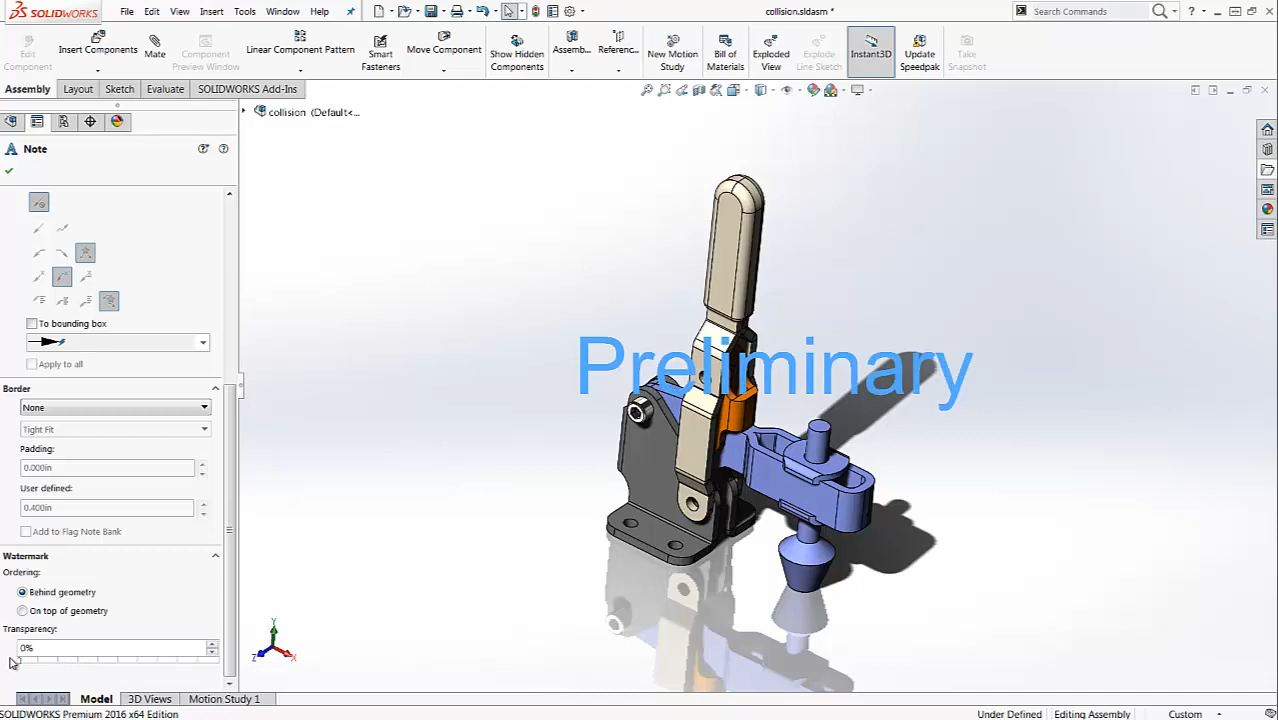 SOLIDWORKS
File Edit View Insert Tools Window Help
collision.sldasm *
Search Commands
Edit Component
Insert Components
Mate
Component Preview Window
Linear Component Pattern
Smart Fasteners
Move Component
Show Hidden Components
Assemb...
Referenc...
New Motion Study
Bill of Materials
Exploded View
Explode Line Sketch
Instant3D
Update Speedpak
Take Snapshot
Assembly Layout Sketch Evaluate SOLIDWORKS Add-Ins
collision (Default<...
Note
To bounding box
Apply to all
Border
None
Tight Fit
Padding:
0.000in
User defined:
0.400in
Add to Flag Note Bank
Watermark
Ordering:
Behind geometry
On top of geometry
Transparency:
0%
Preliminary
Y
Z
X
Model 3D Views Motion Study 1
SOLIDWORKS Premium 2016 x64 Edition
Under Defined Editing Assembly Custom